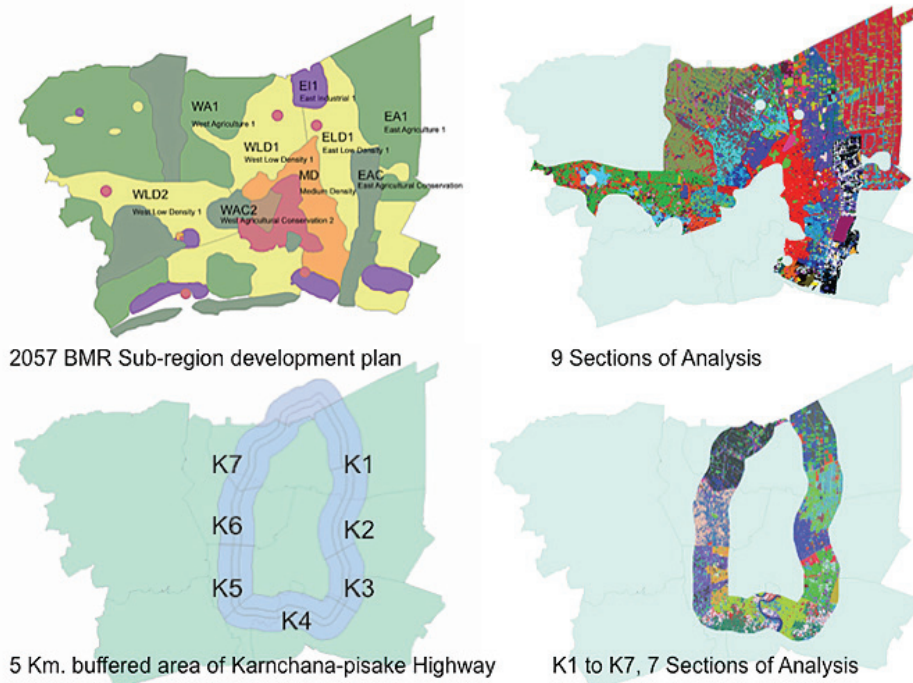 EI1
East Industrial 1
WA1
West Agriculture 1
EA1
East Agriculture 1
WLD1
West Low Density 1
ELD1
East Low Density 1
MD
Medium Density
EAC
East Agricultural Conservation
WLD2
West Low Density 1
WAC2
West Agricultural Conservation 2
2057 BMR Sub-region development plan
9 Sections of Analysis
K7
K1
K6
K2
K5
K3
K4
5 Km. buffered area of Karnchana-pisake Highway
K1 to K7, 7 Sections of Analysis